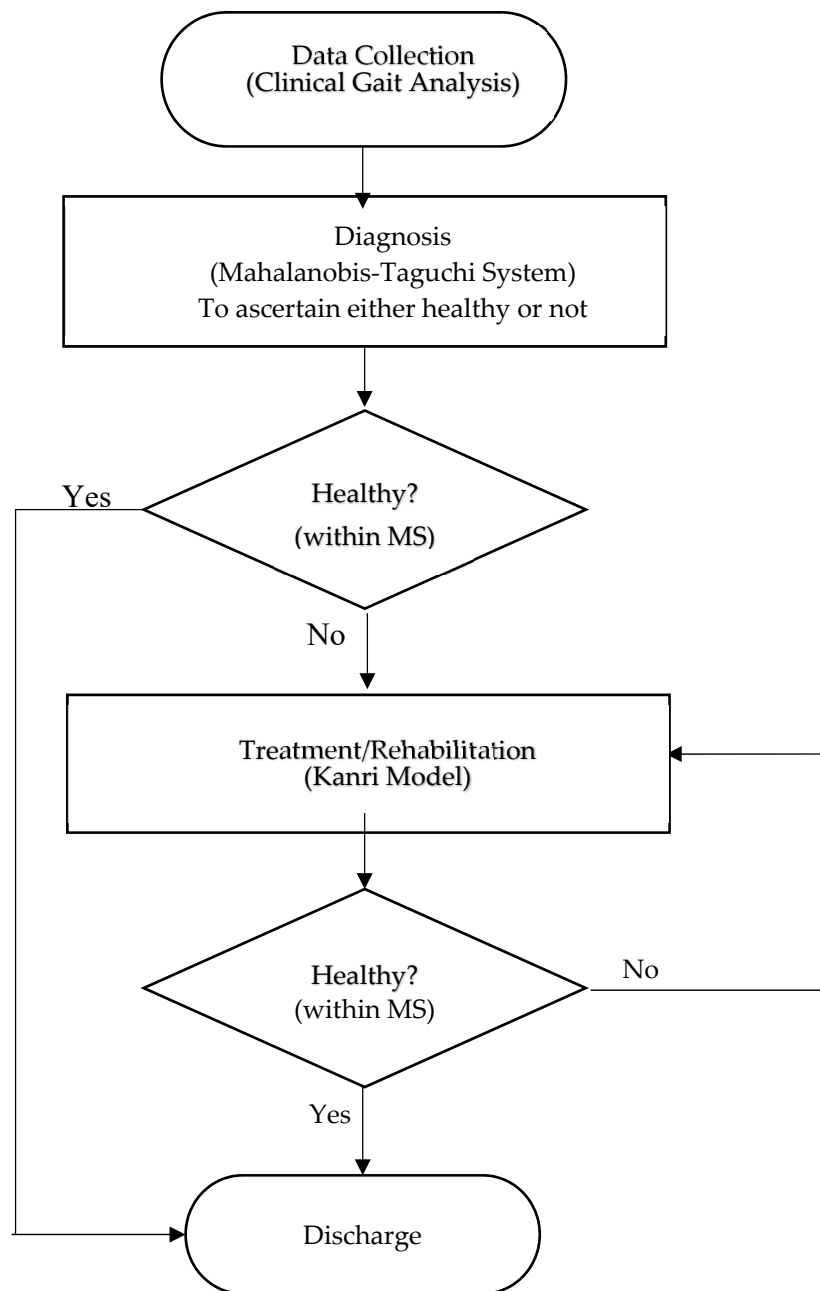 Data Collection
(Clinical Gait Analysis)
Diagnosis
(Mahalanobis-Taguchi System)
To ascertain either healthy or not
Yes
Healthy?
(within MS)
No
Treatment/Rehabilitation
(Kanri Model)
Healthy?
(within MS)
No
Yes
Discharge